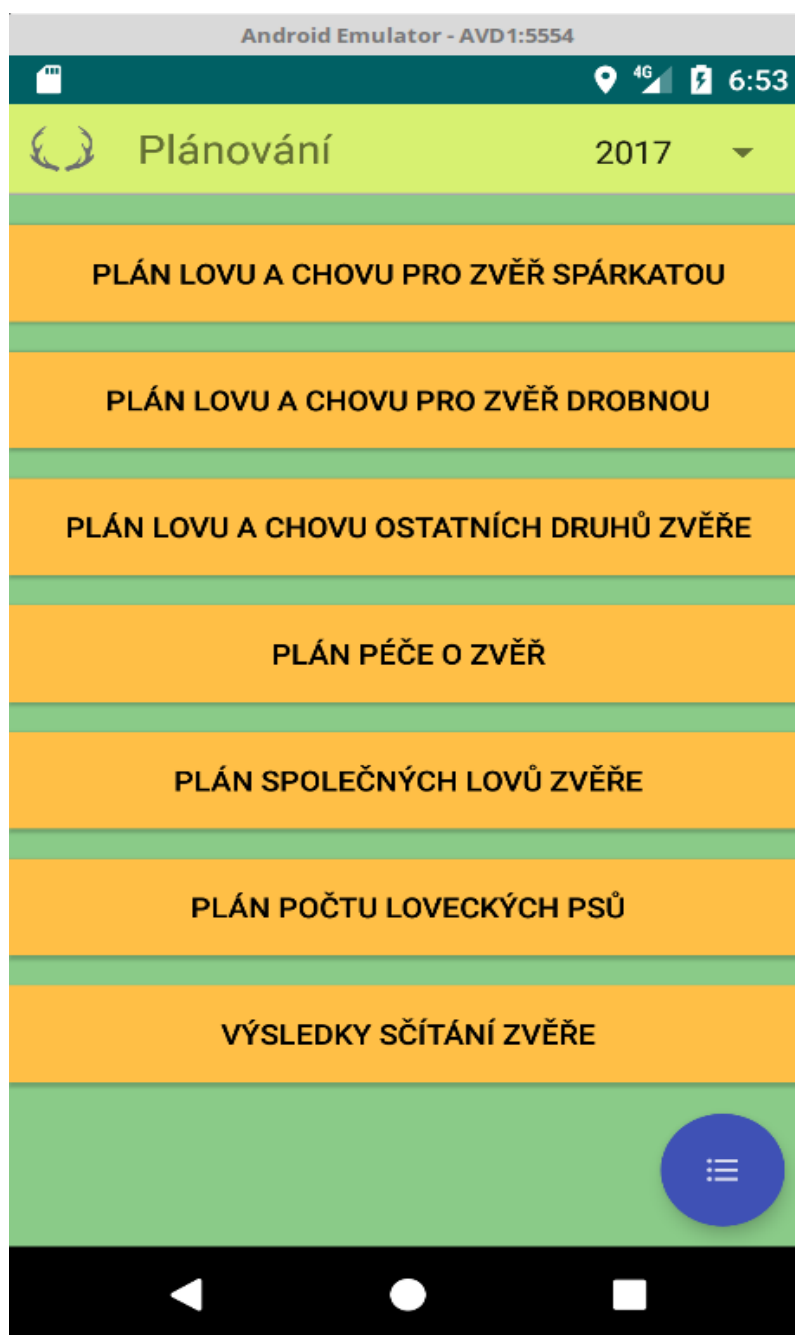 Android Emulator - AVD1:5554
4G 6:53
Plánování 2017
PLÁN LOVU A CHOVU PRO ZVĚŘ SPÁRKATOU
PLÁN LOVU A CHOVU PRO ZVĚŘ DROBNOU
PLÁN LOVU A CHOVU OSTATNÍCH DRUHŮ ZVĚŘE
PLÁN PÉČE O ZVĚŘ
PLÁN SPOLEČNÝCH LOVŮ ZVĚŘE
PLÁN POČTU LOVECKÝCH PSŮ
VÝSLEDKY SČÍTÁNÍ ZVĚŘE